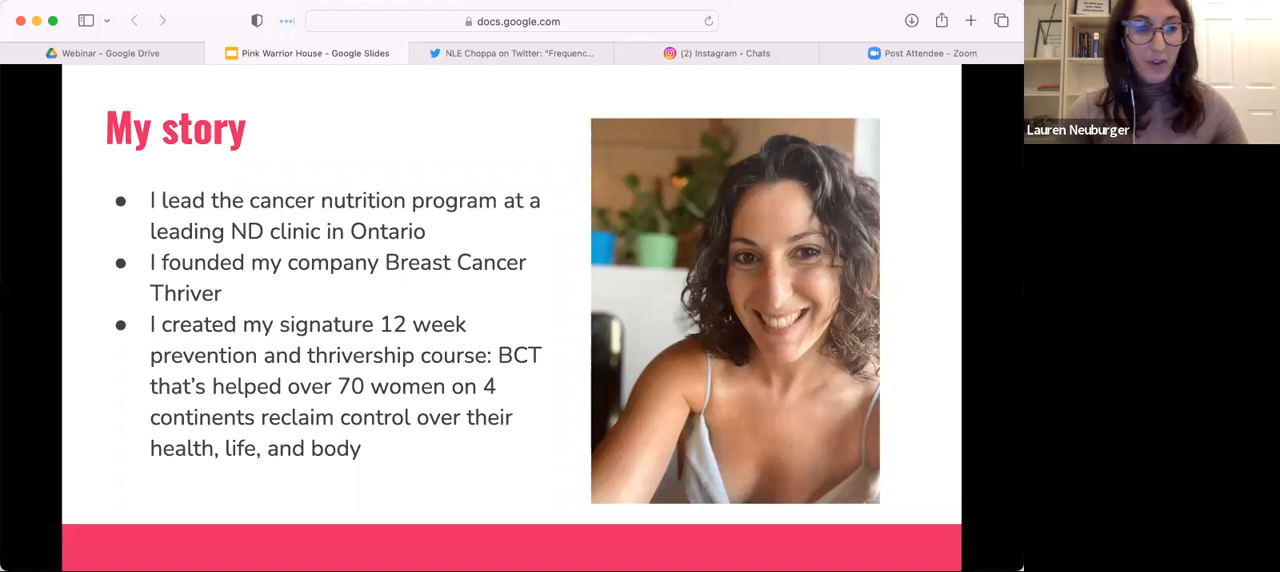 docs.google.com
Webinar - Google Drive
Pink Warrior House - Google Slides
NLE Choppa on Twitter: "Frequenc...
(2) Instagram • Chats
Post Attendee - Zoom
Lauren Neuburger
My story
● I lead the cancer nutrition program at a
leading ND clinic in Ontario
● I founded my company Breast Cancer
Thriver
● I created my signature 12 week
prevention and thrivership course: BCT
that's helped over 70 women on 4
continents reclaim control over their
health, life, and body